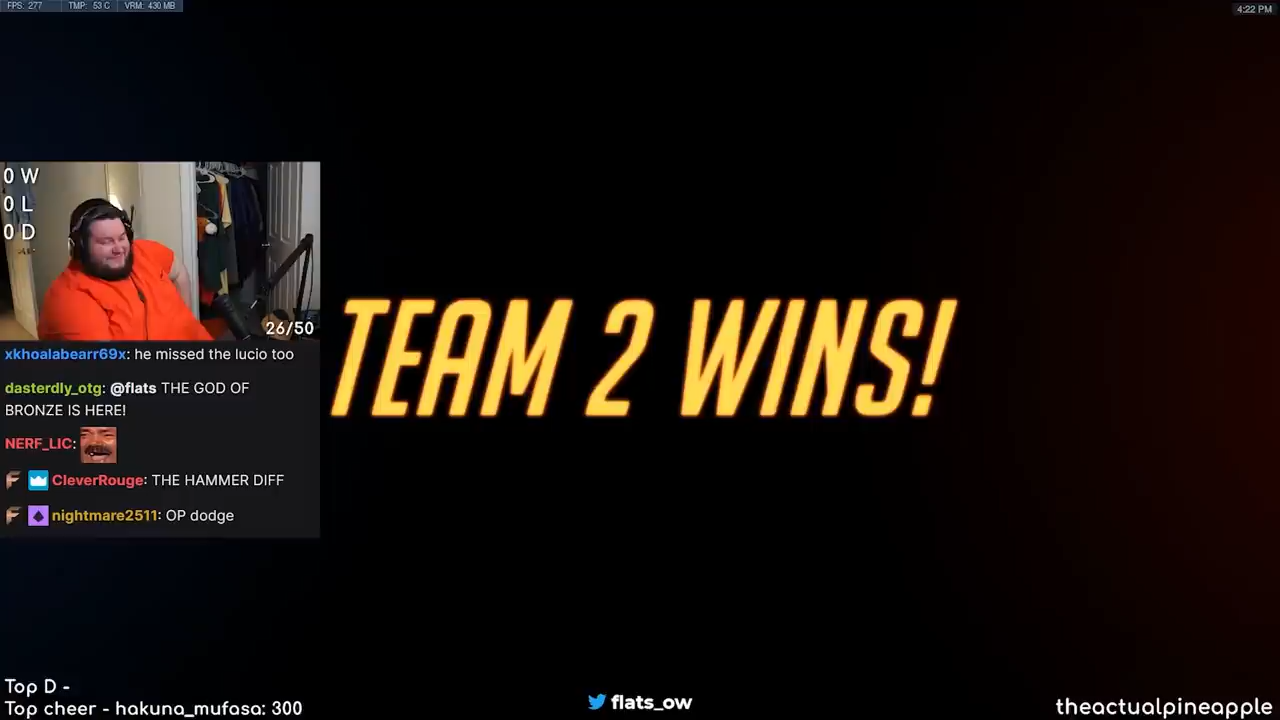 FPS: 277 TMP: 53 C VRM: 430 MB
4:22 PM
0 W
0 L
0 D
26/50
TEAM 2 WINS!
xkhoalabearr69x: he missed the lucio too
dasterdly_otg: @flats THE GOD OF
BRONZE IS HERE!
NERF_LIC:
CleverRouge: THE HAMMER DIFF
nightmare2511: OP dodge
Top D -
Top cheer - hakuna_mufasa: 300
flats_ow
theactualpineapple